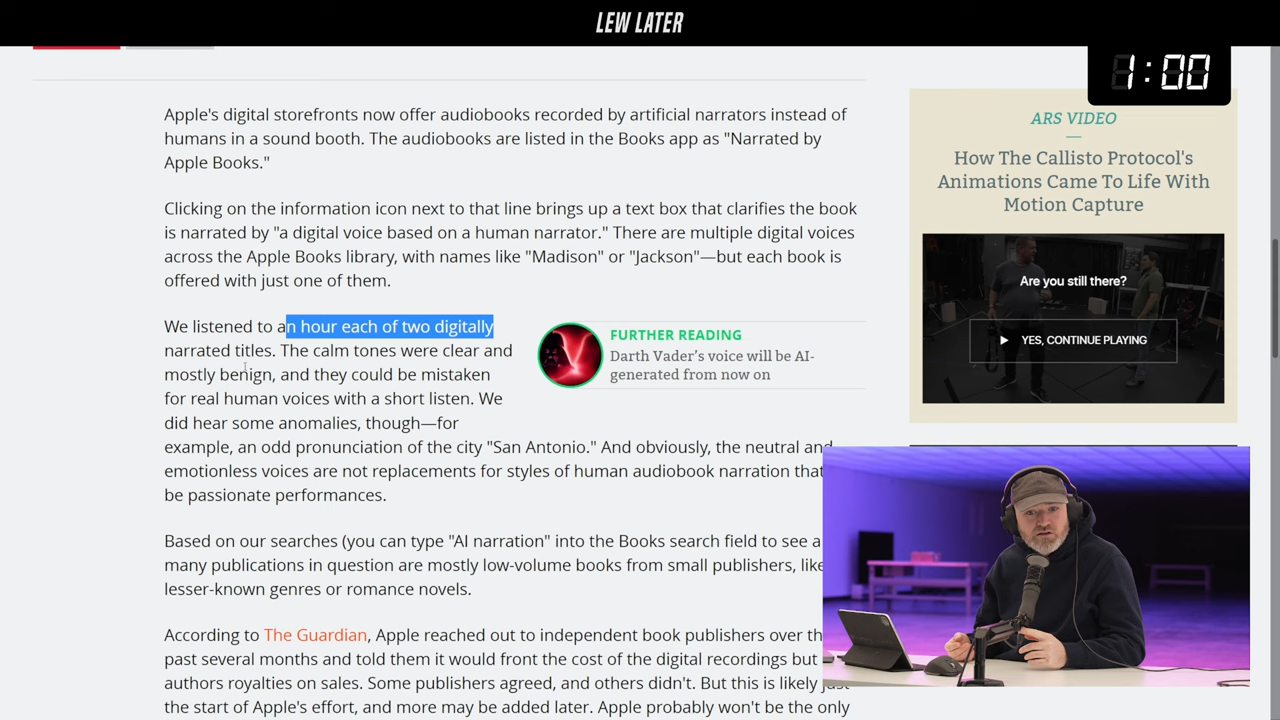 LEW LATER
1:00
Apple's digital storefronts now offer audiobooks recorded by artificial narrators instead of
humans in a sound booth. The audiobooks are listed in the Books app as "Narrated by
Apple Books."
Clicking on the information icon next to that line brings up a text box that clarifies the book
is narrated by "a digital voice based on a human narrator." There are multiple digital voices
across the Apple Books library, with names like "Madison" or "Jackson"—but each book is
offered with just one of them.
We listened to an hour each of two digitally
narrated titles. The calm tones were clear and
mostly benign, and they could be mistaken
for real human voices with a short listen. We
did hear some anomalies, though—for
example, an odd pronunciation of the city "San Antonio." And obviously, the neutral and
emotionless voices are not replacements for styles of human audiobook narration that
be passionate performances.
FURTHER READING
Darth Vader's voice will be AI-
generated from now on
Based on our searches (you can type "AI narration" into the Books search field to see a
many publications in question are mostly low-volume books from small publishers, like
lesser-known genres or romance novels.
According to The Guardian, Apple reached out to independent book publishers over th
past several months and told them it would front the cost of the digital recordings but
authors royalties on sales. Some publishers agreed, and others didn't. But this is likely just
the start of Apple's effort, and more may be added later. Apple probably won't be the only
ARS VIDEO
How The Callisto Protocol's
Animations Came To Life With
Motion Capture
Are you still there?
YES, CONTINUE PLAYING